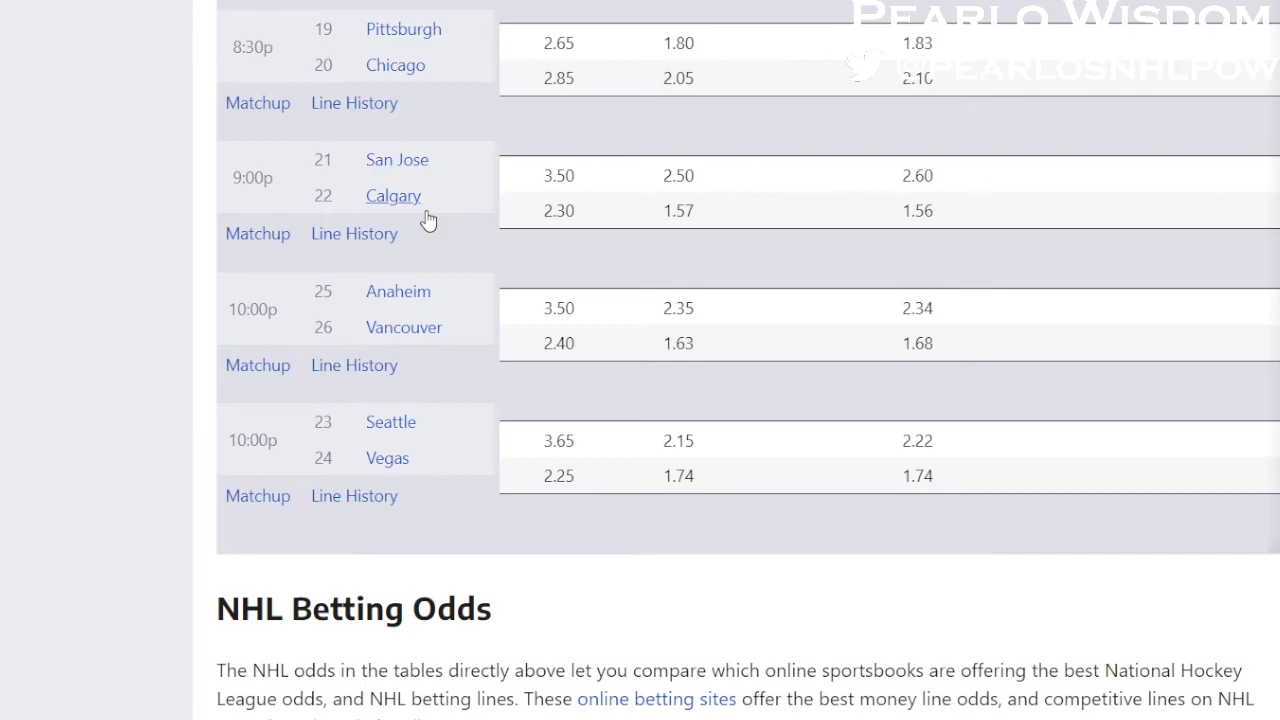 PEARLO WISDOM
@PEARLOSNHLPOW
8:30p 19 Pittsburgh 2.65 1.80 1.83
20 Chicago 2.85 2.05 2.10
Matchup Line History
9:00p 21 San Jose 3.50 2.50 2.60
22 Calgary 2.30 1.57 1.56
Matchup Line History
10:00p 25 Anaheim 3.50 2.35 2.34
26 Vancouver 2.40 1.63 1.68
Matchup Line History
10:00p 23 Seattle 3.65 2.15 2.22
24 Vegas 2.25 1.74 1.74
Matchup Line History
NHL Betting Odds
The NHL odds in the tables directly above let you compare which online sportsbooks are offering the best National Hockey
League odds, and NHL betting lines. These online betting sites offer the best money line odds, and competitive lines on NHL